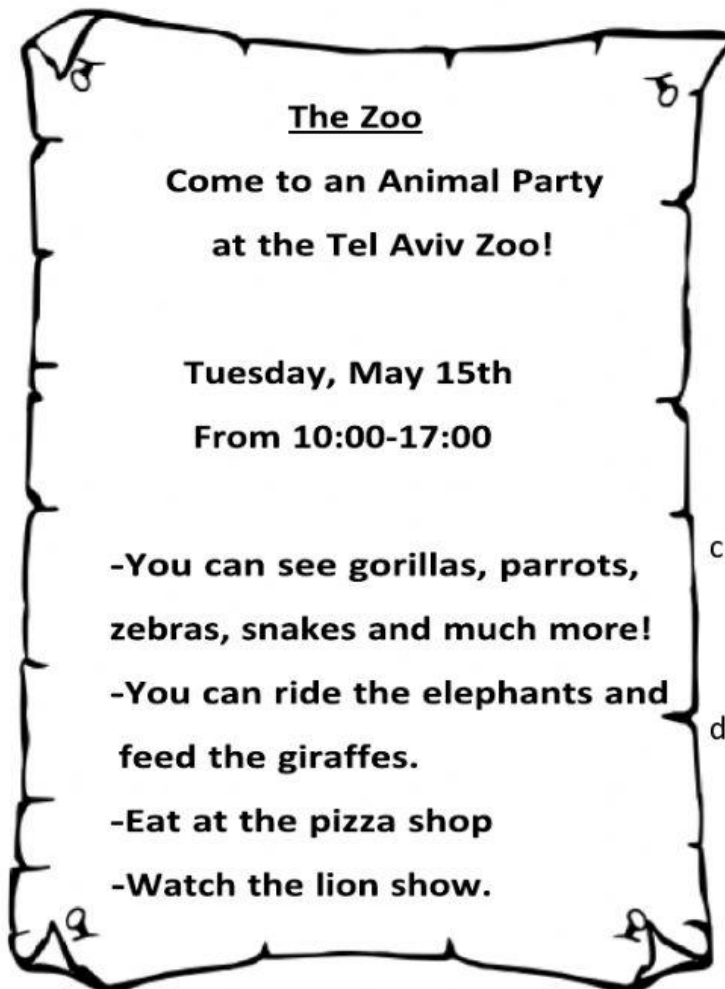 The Zoo
Come to an Animal Party
at the Tel Aviv Zoo!
Tuesday, May 15th
From 10:00-17:00
-You can see gorillas, parrots,
zebras, snakes and much more!
-You can ride the elephants and
feed the giraffes.
-Eat at the pizza shop
-Watch the lion show.
c
d